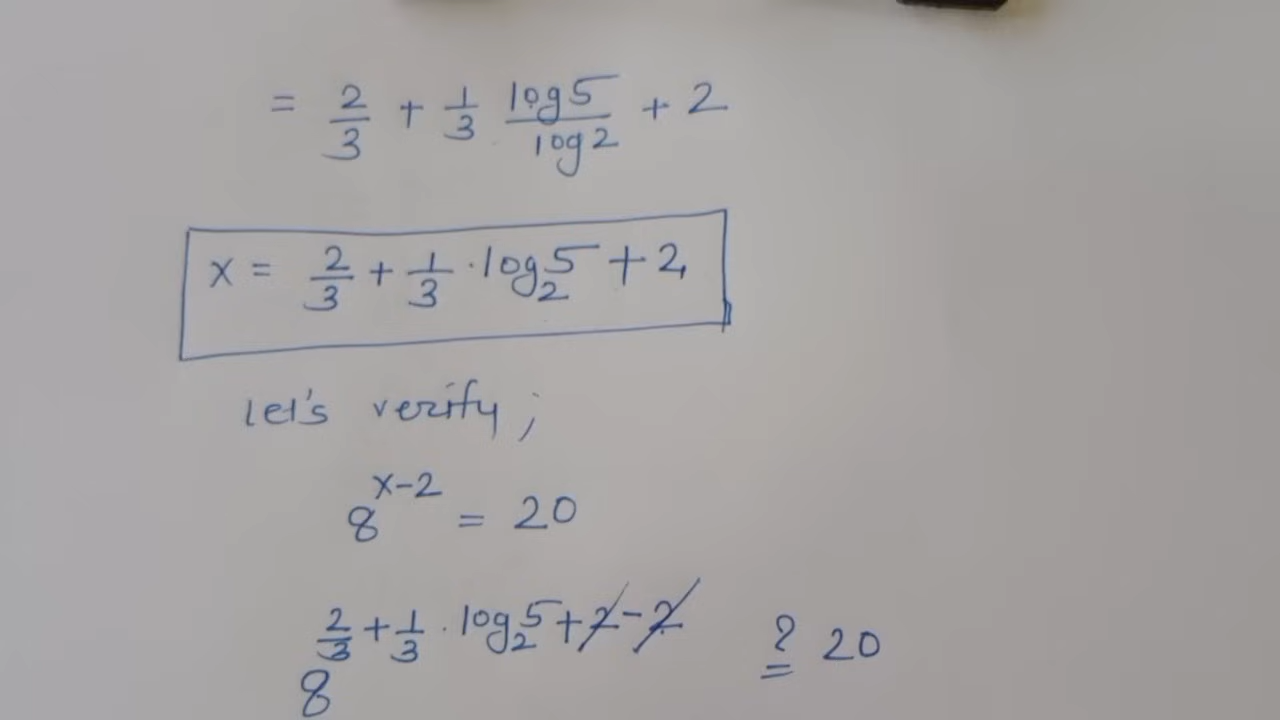 = 2/3 + 1/3 log5/log2 + 2
x = 2/3 + 1/3 · log₂5 + 2
Let's verify;
8^(x-2) = 20
8^(2/3 + 1/3 · log₂5 + 2 - 2) ≟ 20